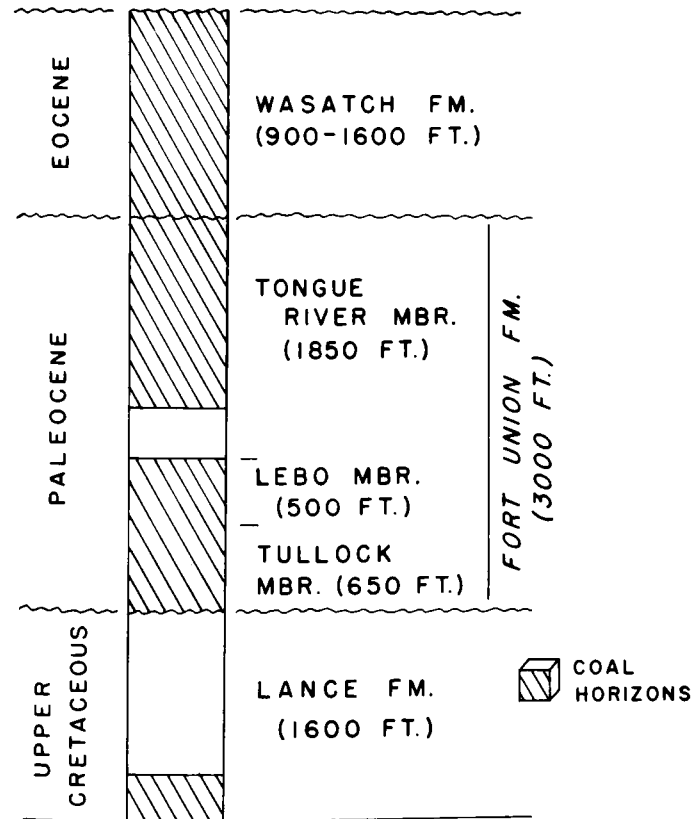 EOCENE
WASATCH FM.
(900-1600 FT.)
PALEOCENE
TONGUE
RIVER MBR.
(1850 FT.)
LEBO MBR.
(500 FT.)
TULLOCK
MBR. (650 FT.)
FORT UNION FM.
(3000 FT.)
UPPER
CRETACEOUS
LANCE FM.
(1600 FT.)
COAL
HORIZONS